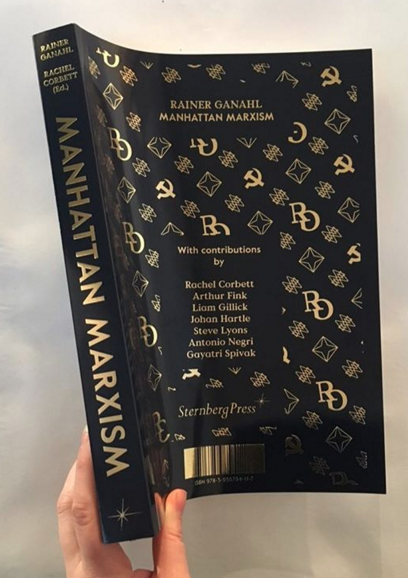 RAINER
GANAHL
RACHEL
CORBETT
(Ed.)
MANHATTAN MARXISM
RAINER GANAHL
MANHATTAN MARXISM
With contributions
by
Rachel Corbett
Arthur Fink
Liam Gillick
Johan Hartle
Steve Lyons
Antonio Negri
Gayatri Spivak
SternbergPress